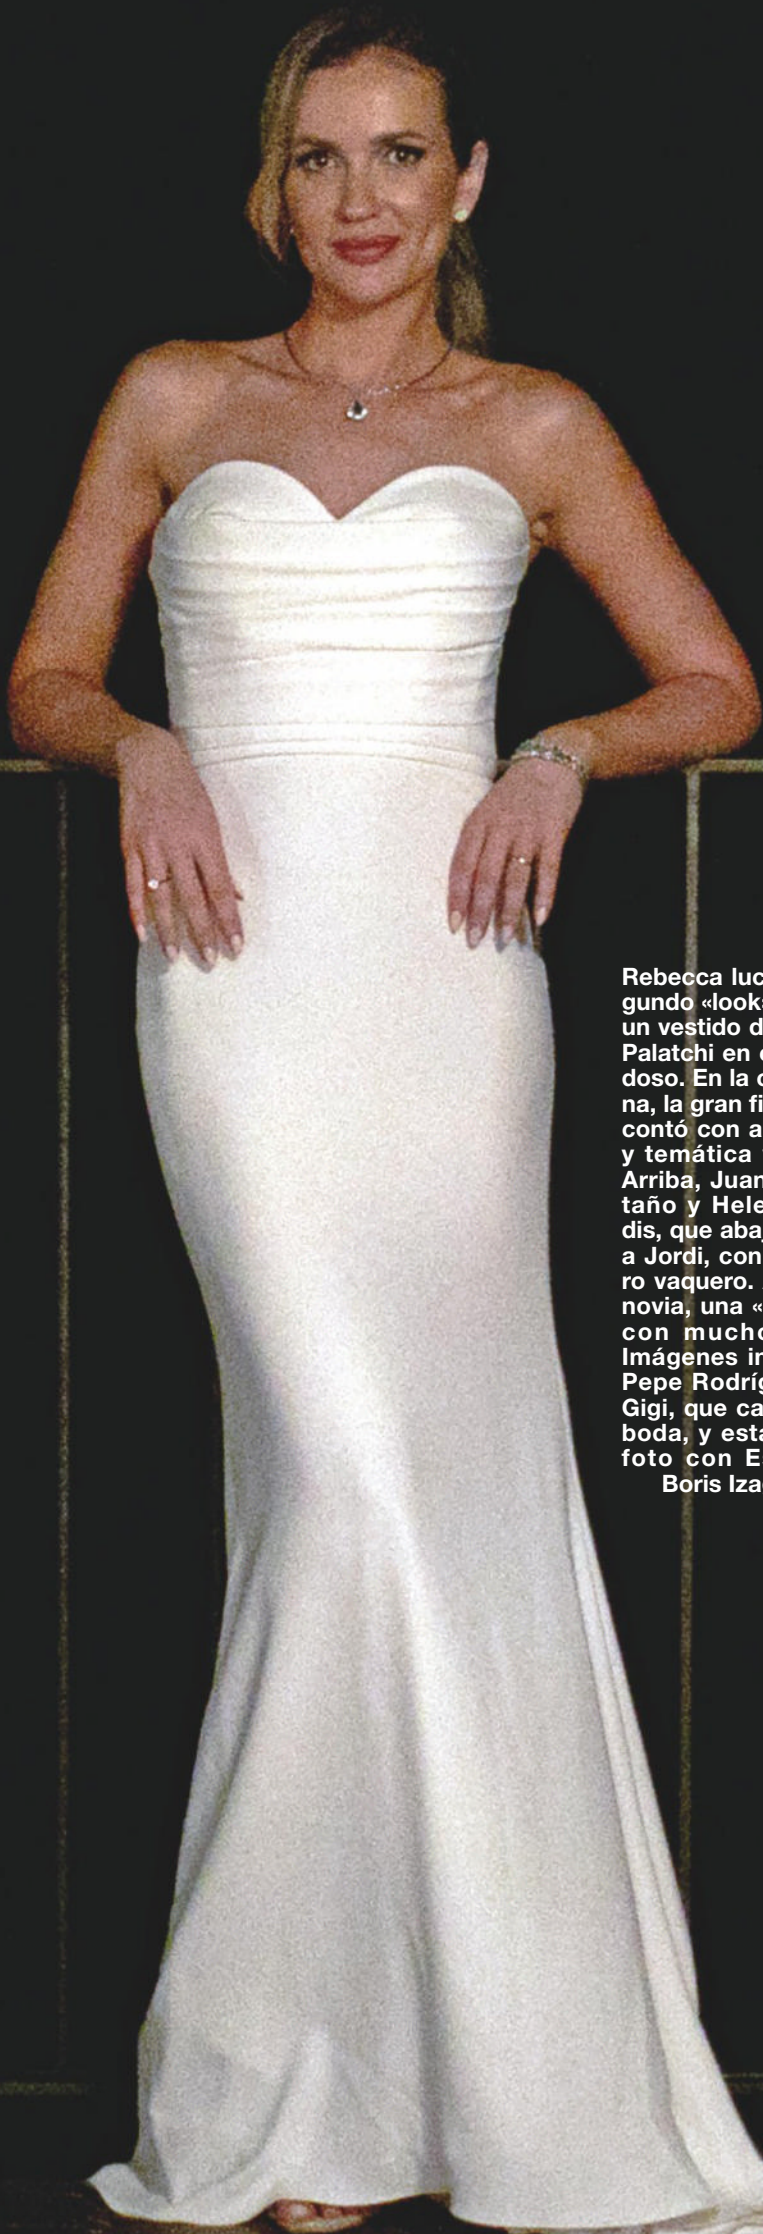 Rebecca luc
gundo «look
un vestido d
Palatchi en
doso. En la
na, la gran fi
contó con a
y temática
Arriba, Juan
taño y Hele
dis, que aba
a Jordi, con
ro vaquero.
novia, una «
con mucho
Imágenes in
Pepe Rodríg
Gigi, que ca
boda, y esta
foto con E
Boris Iza